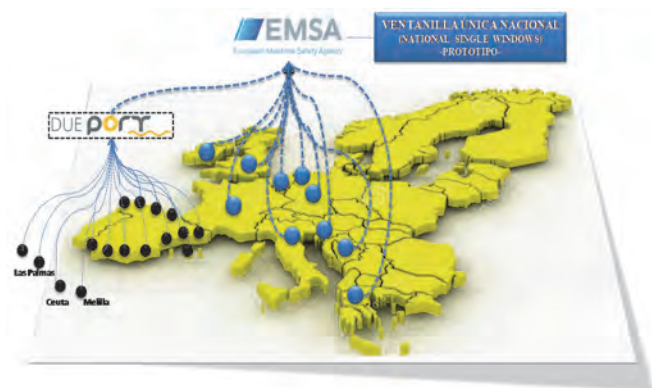 EMSA
European Maritime Safety Agency
VENTANILLA ÚNICA NACIONAL
(NATIONAL SINGLE WINDOWS)
-PROTOTIPO-
DUE PORT
Las Palmas
Ceuta
Melilla